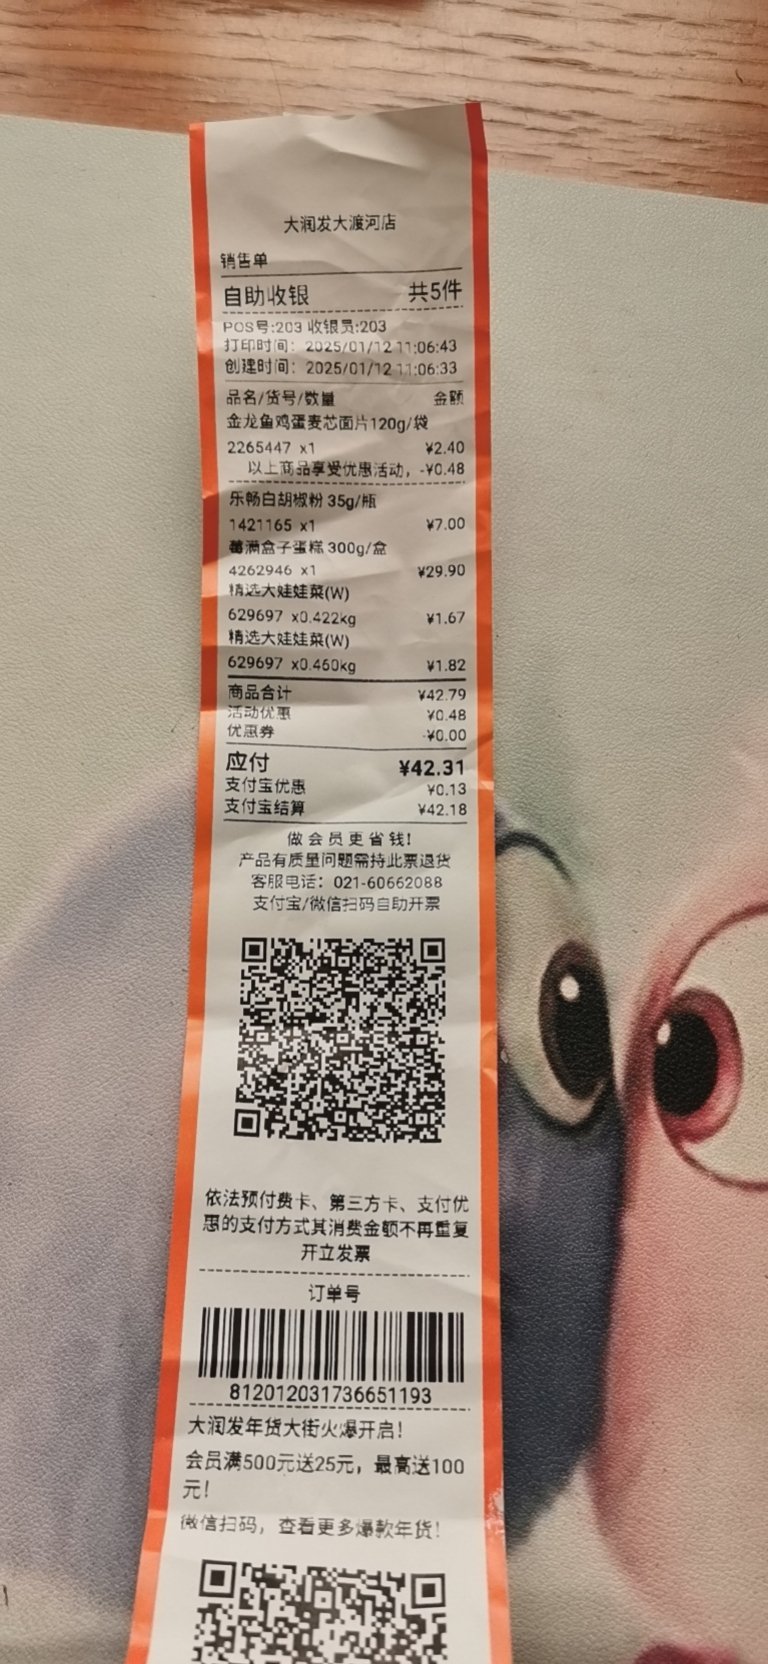 大润发大渡河店
销售单
自助收银 共5件
POS号:203 收银员:203
打印时间: 2025/01/12 11:06:43
创建时间: 2025/01/12 11:06:33
品名/货号/数量 金额
金龙鱼鸡蛋麦芯面片120g/袋
2265447 x1 ¥2.40
以上商品享受优惠活动, -¥0.48
乐畅白胡椒粉 35g/瓶
1421165 x1 ¥7.00
莓满盒子蛋糕 300g/盒
4262946 x1 ¥29.90
精选大娃娃菜(W)
629697 x0.422kg ¥1.67
精选大娃娃菜(W)
629697 x0.460kg ¥1.82
商品合计 ¥42.79
活动优惠 ¥0.48
优惠券 -¥0.00
应付 ¥42.31
支付宝优惠 ¥0.13
支付宝结算 ¥42.18
做会员更省钱!
产品有质量问题需持此票退货
客服电话: 021-60662088
支付宝/微信扫码自助开票
依法预付费卡、第三方卡、支付优
惠的支付方式其消费金额不再重复
开立发票
订单号
812012031736651193
大润发年货大街火爆开启!
会员满500元送25元，最高送100
元!
微信扫码，查看更多爆款年货!